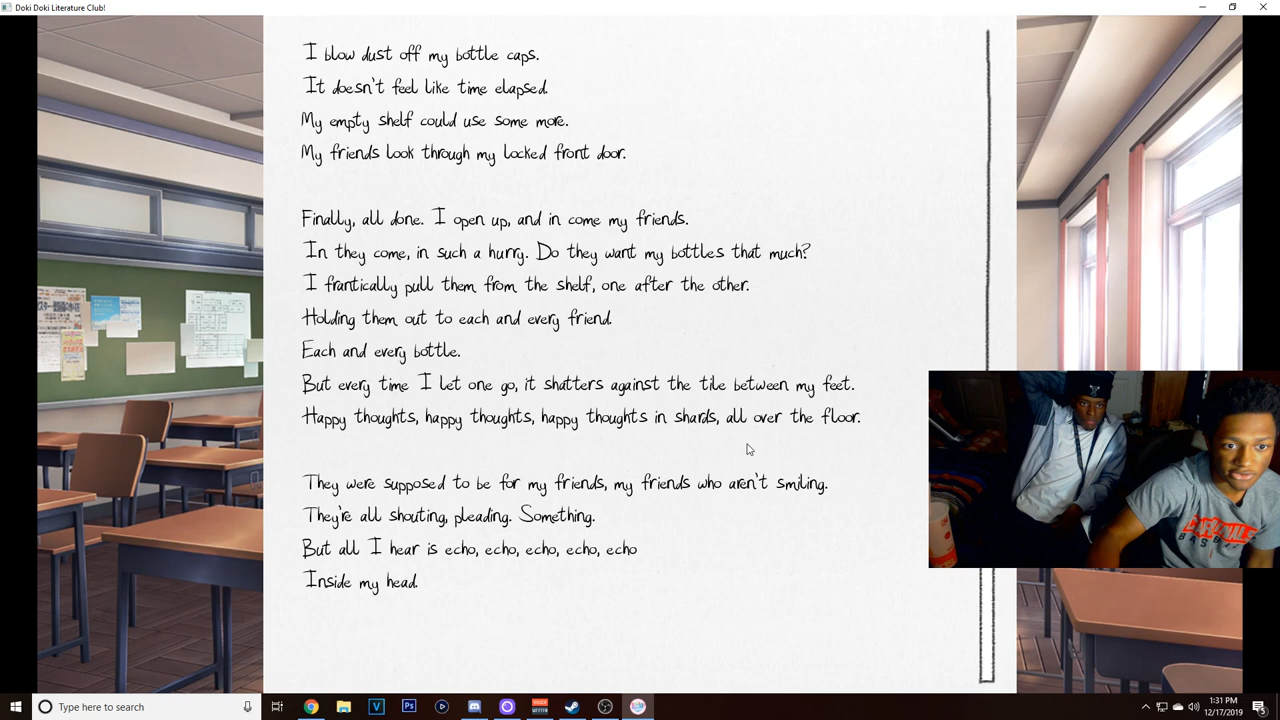 Doki Doki Literature Club!
I blow dust off my bottle caps.
It doesn't feel like time elapsed.
My empty shelf could use some more.
My friends look through my locked front door.
Finally, all done. I open up, and in come my friends.
In they come, in such a hurry. Do they want my bottles that much?
I frantically pull them from the shelf, one after the other.
Holding them out to each and every friend.
Each and every bottle.
But every time I let one go, it shatters against the tile between my feet.
Happy thoughts, happy thoughts, happy thoughts in shards, all over the floor.
They were supposed to be for my friends, my friends who aren't smiling.
They're all shouting, pleading. Something.
But all I hear is echo, echo, echo, echo, echo
Inside my head.
Type here to search
1:31 PM
12/17/2019